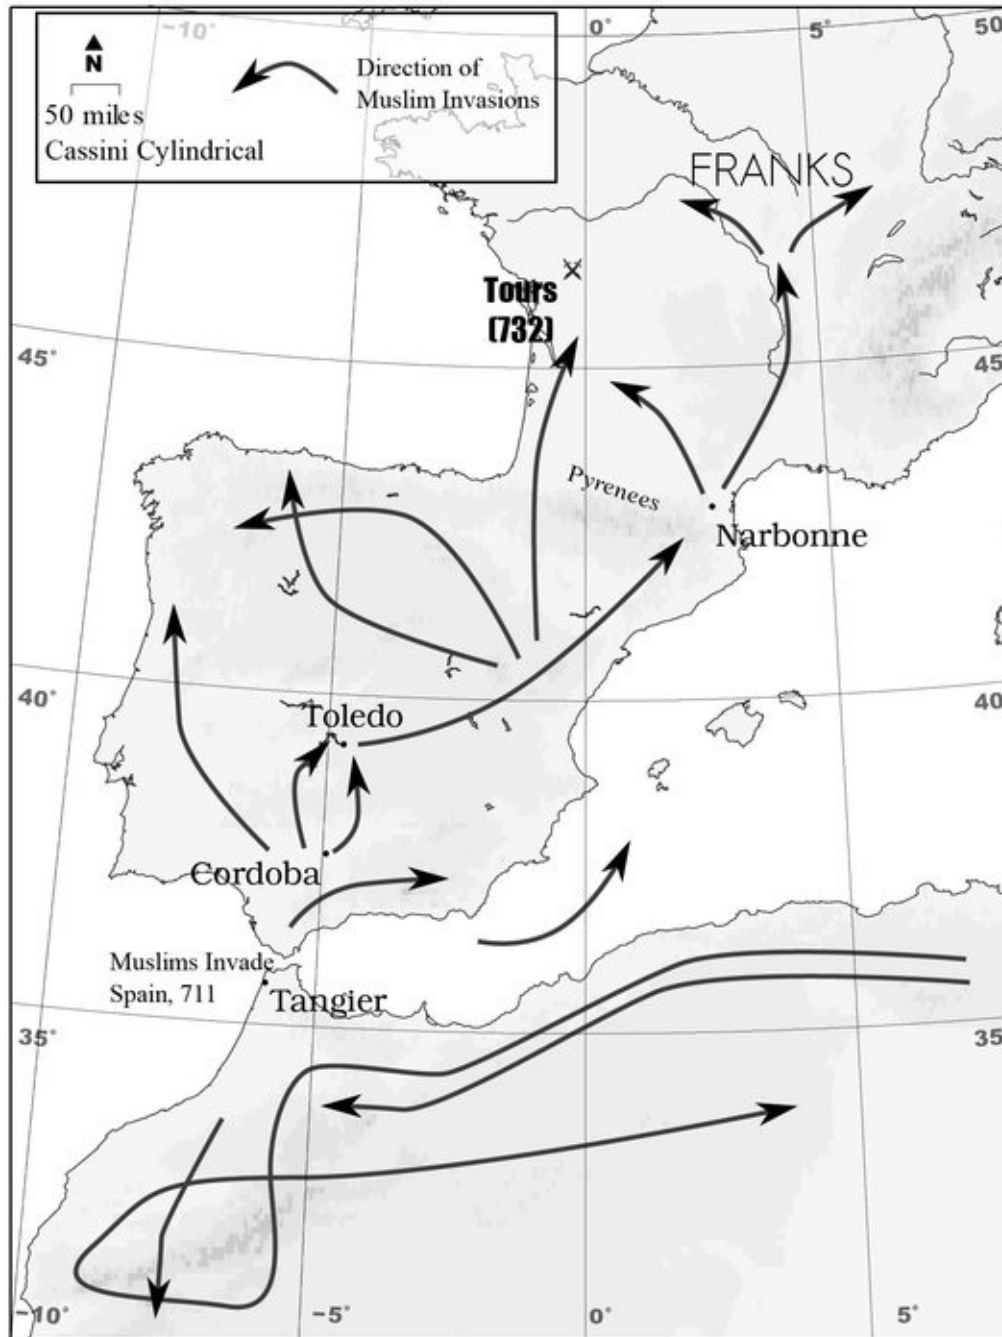 -10°
0°
5°
50
N
50 miles
Cassini Cylindrical
Direction of
Muslim Invasions
FRANKS
Tours
(732)
45°
45
Pyrenees
Narbonne
40°
40
Toledo
Cordoba
Muslims Invade
Spain, 711
Tangier
35°
35
-10°
-5°
0°
5°